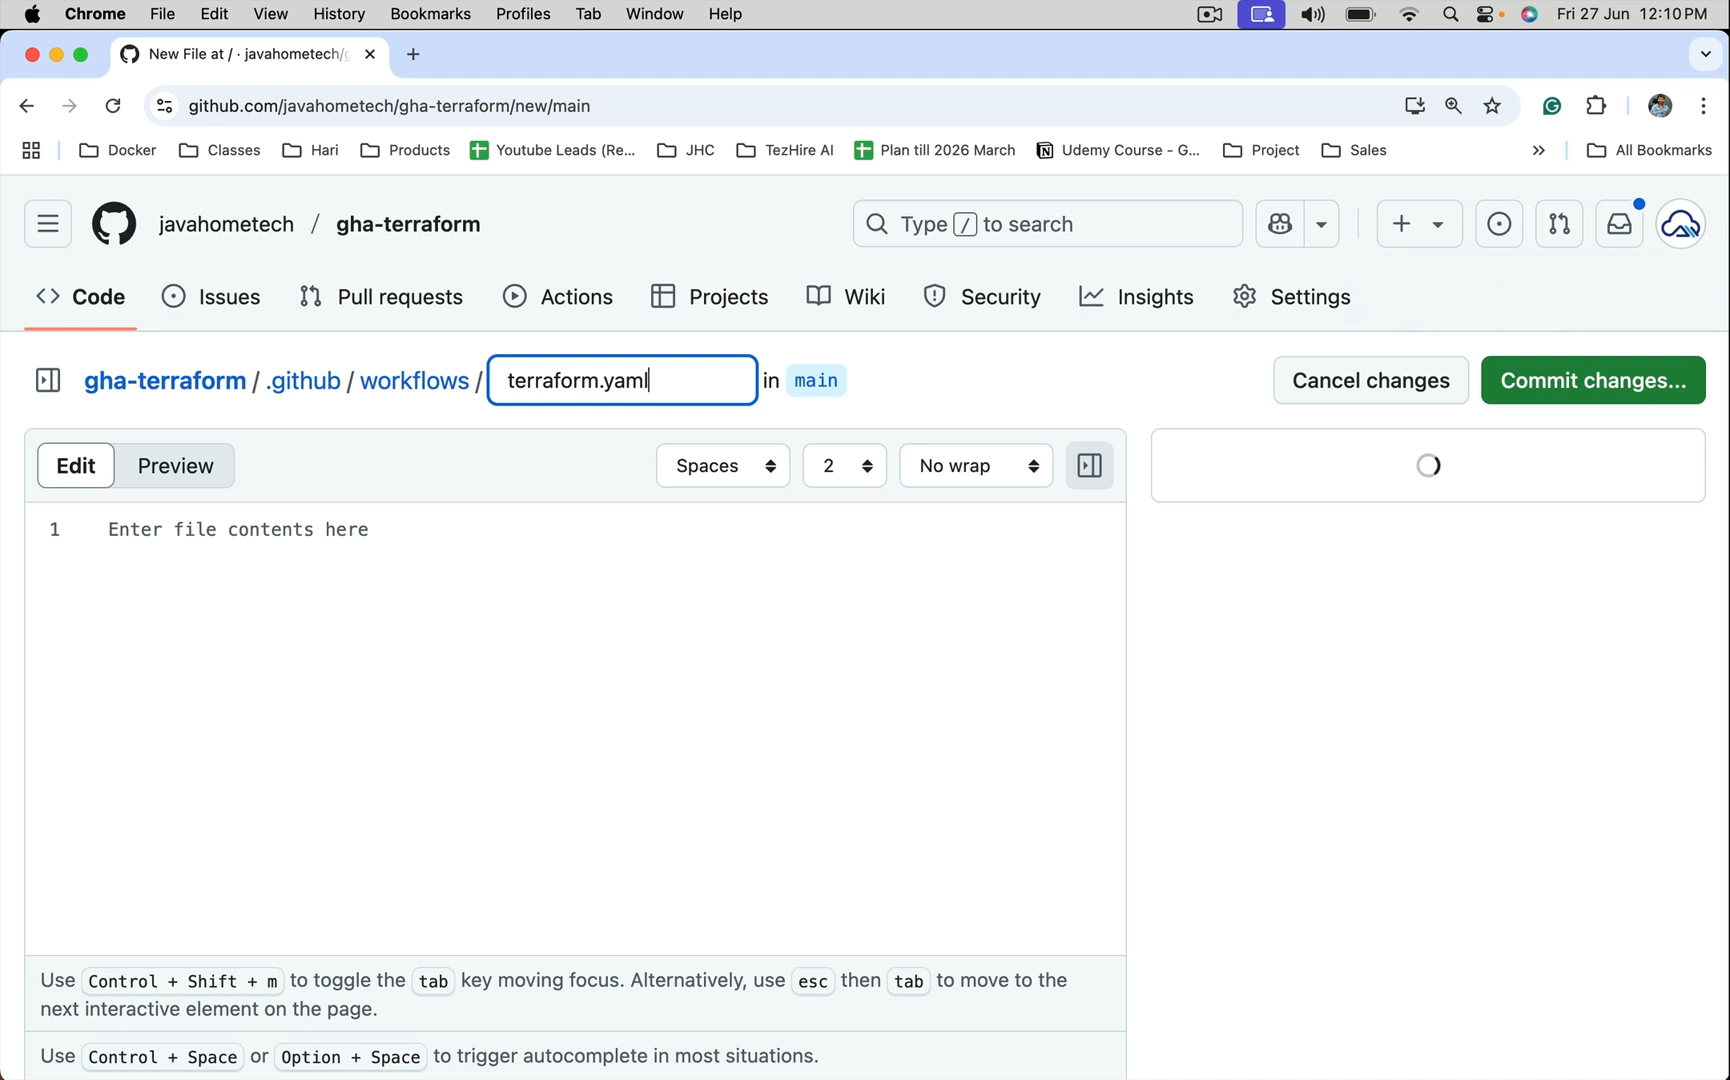 Chrome File Edit View History Bookmarks Profiles Tab Window Help Fri 27 Jun 12:10 PM
New File at / · javahometech/g
github.com/javahometech/gha-terraform/new/main
Docker Classes Hari Products Youtube Leads (Re... JHC TezHire AI Plan till 2026 March Udemy Course - G... Project Sales » All Bookmarks
javahometech / gha-terraform Type / to search
Code Issues Pull requests Actions Projects Wiki Security Insights Settings
gha-terraform / .github / workflows / terraform.yaml in main Cancel changes Commit changes...
Edit Preview Spaces 2 No wrap
1 Enter file contents here
Use Control + Shift + m to toggle the tab key moving focus. Alternatively, use esc then tab to move to the
next interactive element on the page.
Use Control + Space or Option + Space to trigger autocomplete in most situations.